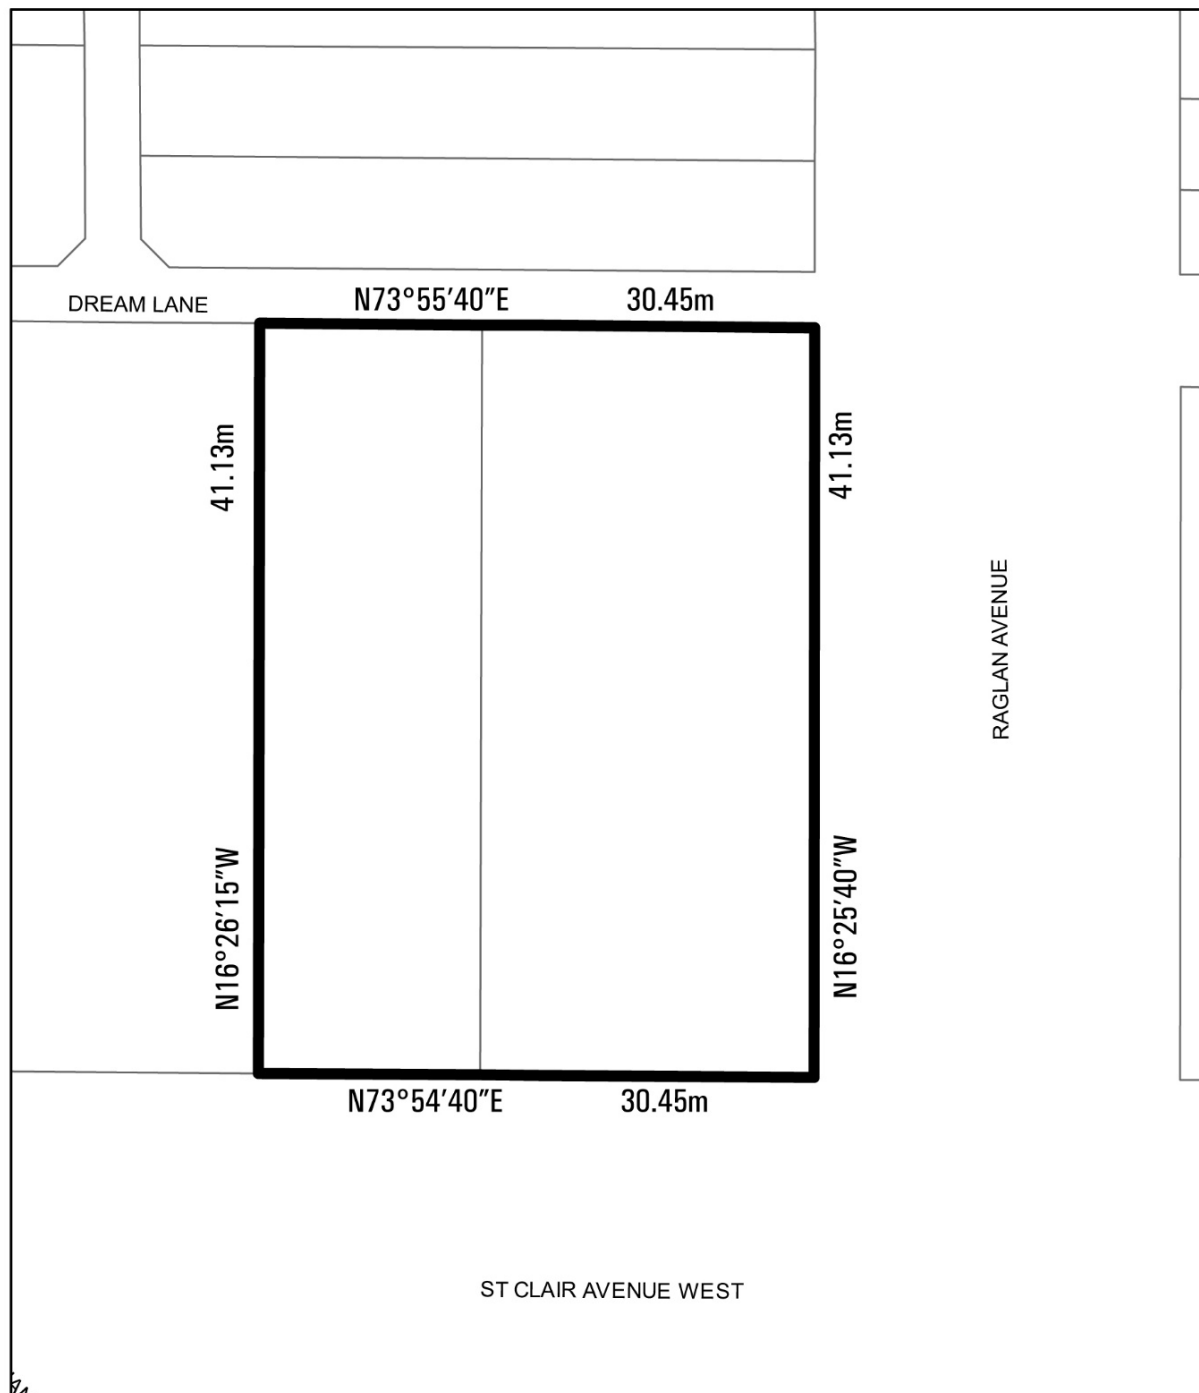 DREAM LANE
N73°55'40"E 30.45m
41.13m
41.13m
RAGLAN AVENUE
N16°26'15"W
N16°25'40"W
N73°54'40"E 30.45m
ST CLAIR AVENUE WEST